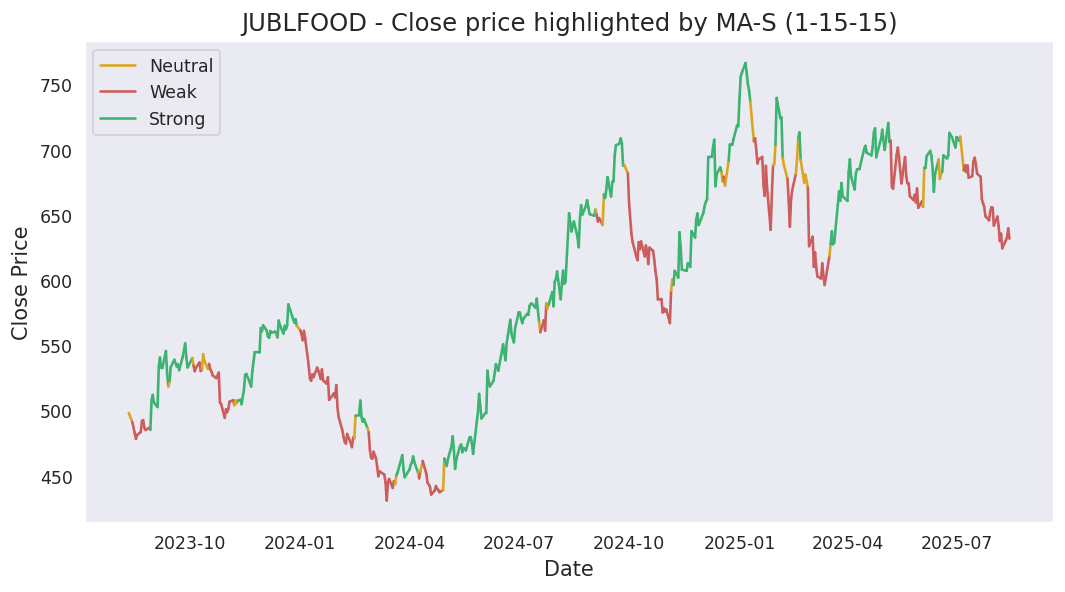 JUBLFOOD - Close price highlighted by MA-S (1-15-15)
Neutral
Weak
Strong
Close Price
750
700
650
600
550
500
450
2023-10
2024-01
2024-04
2024-07
2024-10
2025-01
2025-04
2025-07
Date